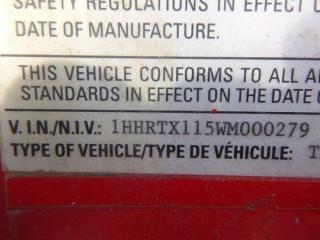 SAFETY REGULATIONS IN EFFECT
DATE OF MANUFACTURE.
THIS VEHICLE CONFORMS TO ALL
STANDARDS IN EFFECT ON THE DATE
V.I.N./N.I.V.: 1HHRTX115WM000279
TYPE OF VEHICLE/TYPE DE VÉHICULE: T